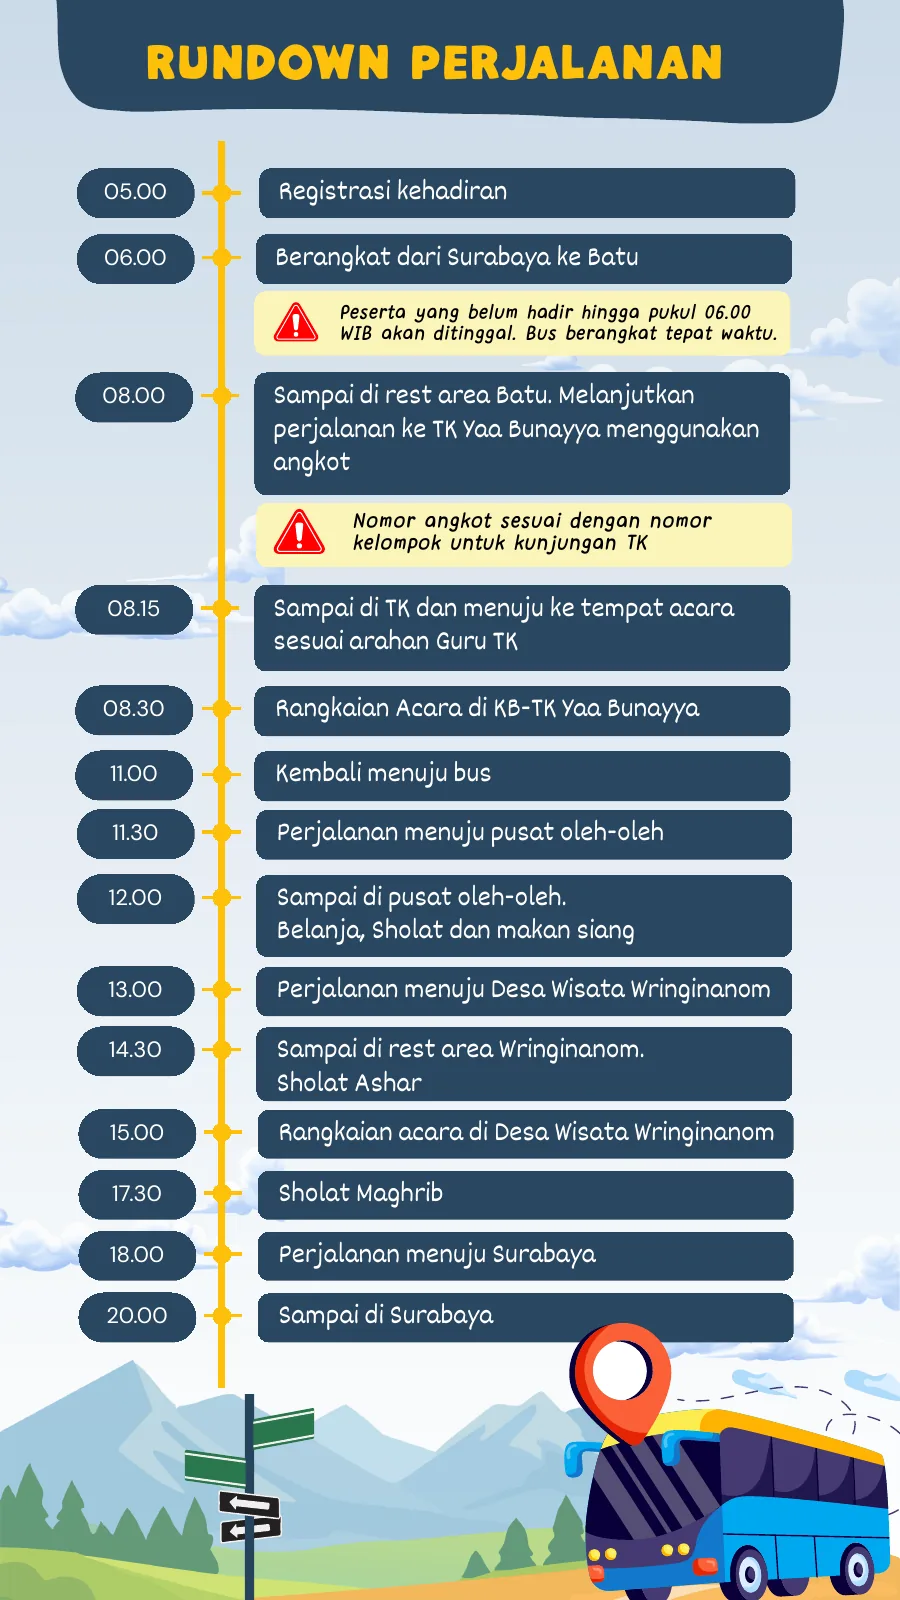 RUNDOWN PERJALANAN
05.00
Registrasi kehadiran
06.00
Berangkat dari Surabaya ke Batu
Peserta yang belum hadir hingga pukul 06.00
WIB akan ditinggal. Bus berangkat tepat waktu.
08.00
Sampai di rest area Batu. Melanjutkan
perjalanan ke TK Yaa Bunayya menggunakan
angkot
Nomor angkot sesuai dengan nomor
kelompok untuk kunjungan TK
08.15
Sampai di TK dan menuju ke tempat acara
sesuai arahan Guru TK
08.30
Rangkaian Acara di KB-TK Yaa Bunayya
11.00
Kembali menuju bus
11.30
Perjalanan menuju pusat oleh-oleh
12.00
Sampai di pusat oleh-oleh.
Belanja, Sholat dan makan siang
13.00
Perjalanan menuju Desa Wisata Wringinanom
14.30
Sampai di rest area Wringinanom.
Sholat Ashar
15.00
Rangkaian acara di Desa Wisata Wringinanom
17.30
Sholat Maghrib
18.00
Perjalanan menuju Surabaya
20.00
Sampai di Surabaya